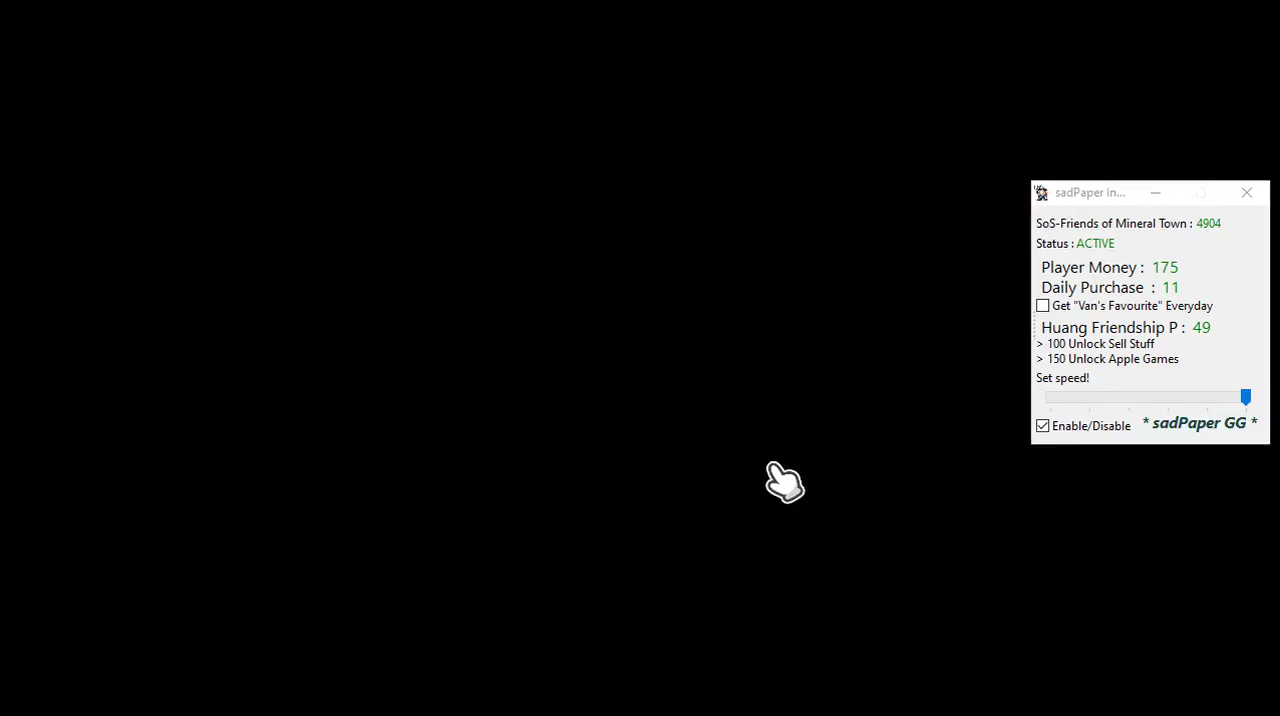 sadPaper In...
SoS-Friends of Mineral Town : 4904
Status : ACTIVE
Player Money : 175
Daily Purchase : 11
Get "Van's Favourite" Everyday
Huang Friendship P : 49
> 100 Unlock Sell Stuff
> 150 Unlock Apple Games
Set speed!
Enable/Disable * sadPaper GG *